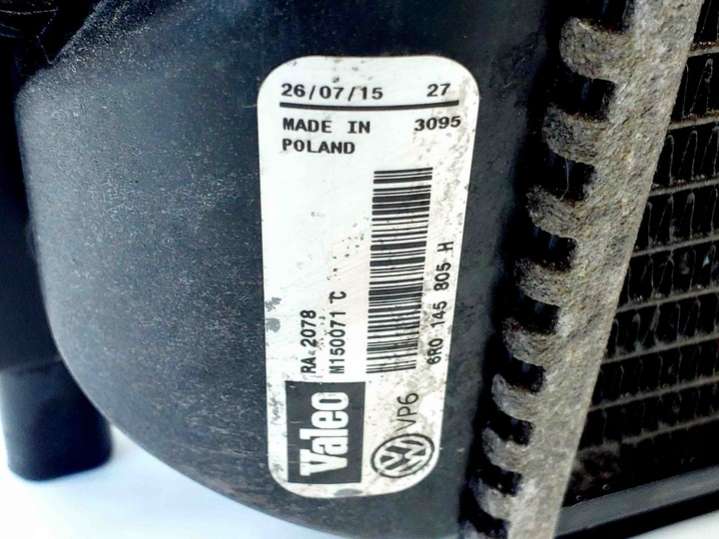 26/07/15 27
MADE IN 3095
POLAND
RA 2078
M150071 C
6R0 145 805 H
Valeo
VP6